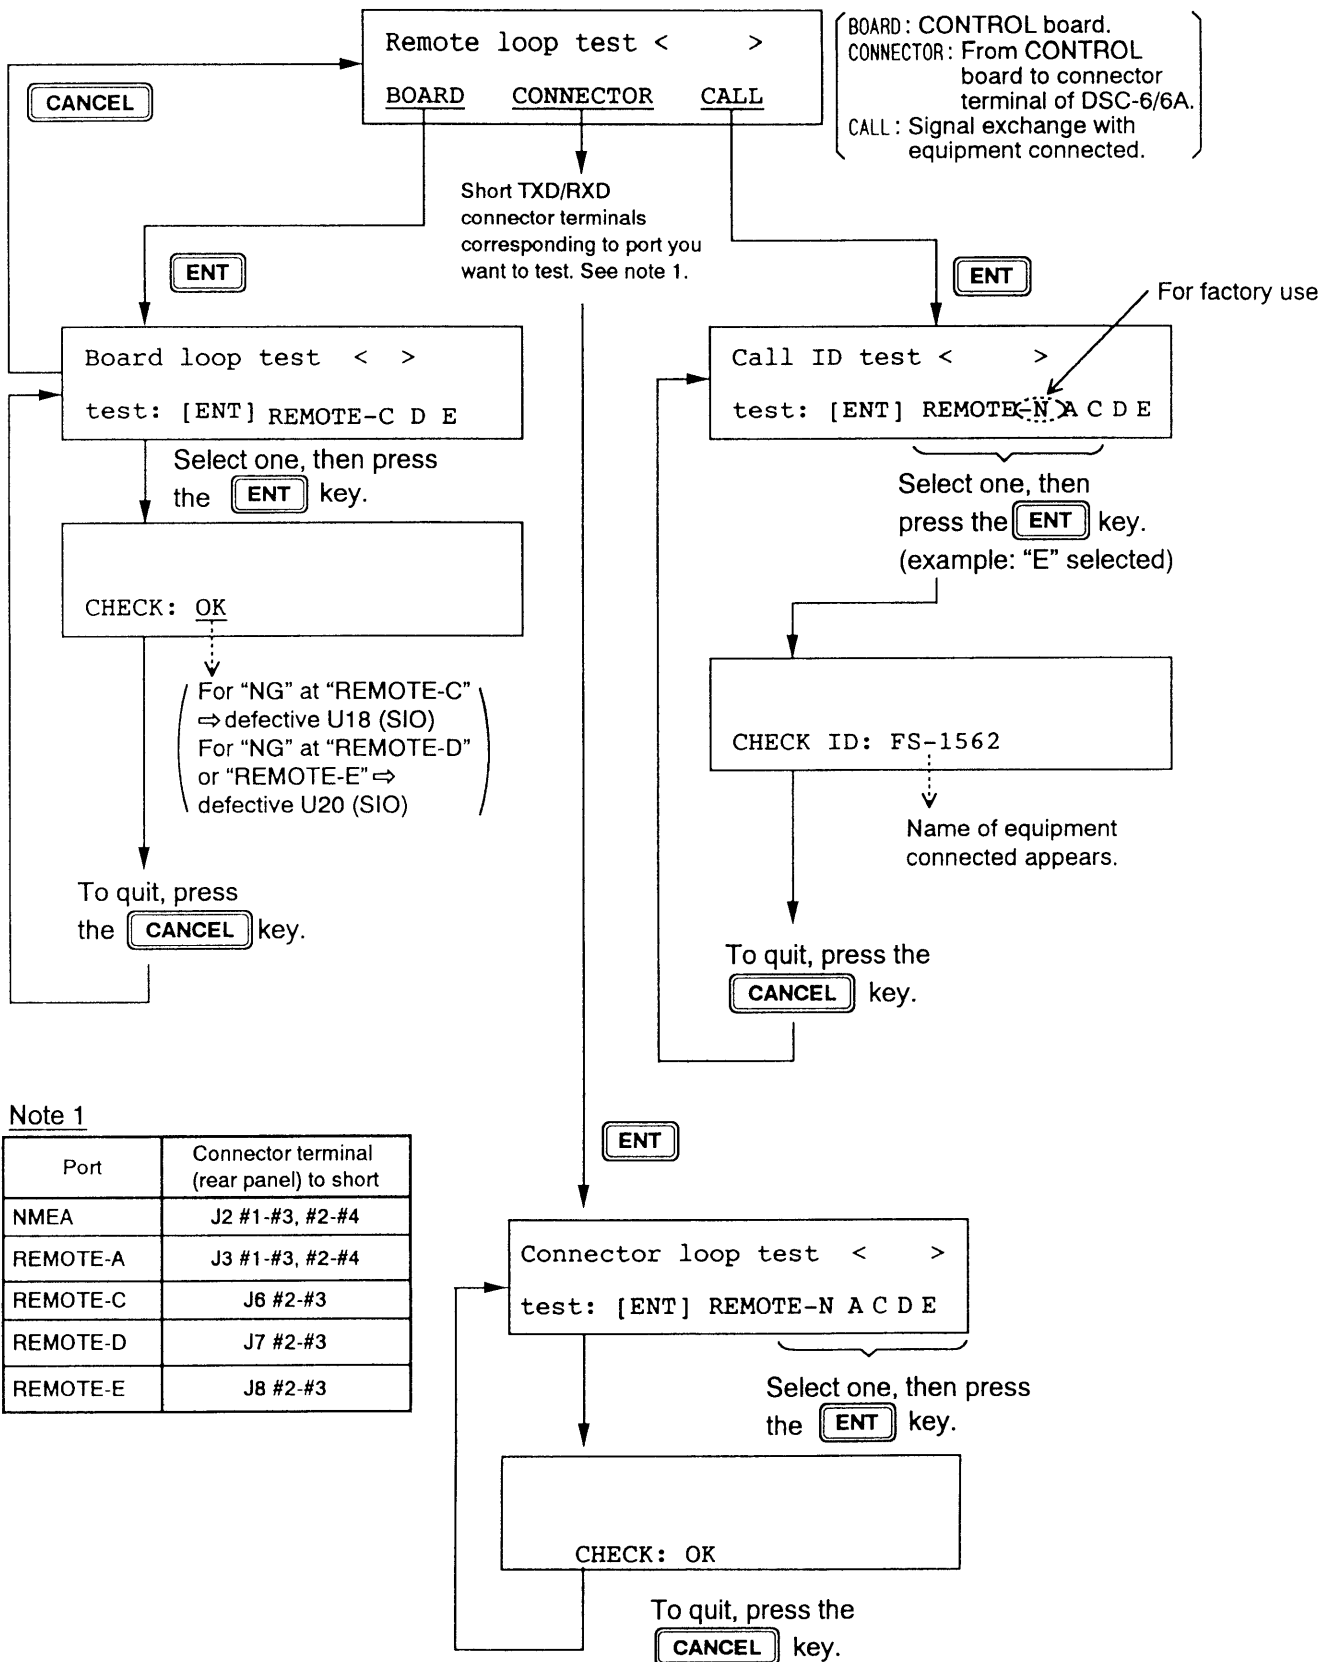 Remote loop test <      >
BOARD   CONNECTOR   CALL
BOARD: CONTROL board.
CONNECTOR: From CONTROL
board to connector
terminal of DSC-6/6A.
CALL: Signal exchange with
equipment connected.
CANCEL
Short TXD/RXD
connector terminals
corresponding to port you
want to test. See note 1.
ENT
ENT
For factory use
Board loop test  <  >
test: [ENT] REMOTE-C D E
Select one, then press
the ENT key.
CHECK: OK
For “NG” at “REMOTE-C”
⇨ defective U18 (SIO)
For “NG” at “REMOTE-D”
or “REMOTE-E” ⇨
defective U20 (SIO)
To quit, press
the CANCEL key.
Call ID test <      >
test: [ENT] REMOTE-N A C D E
Select one, then
press the ENT key.
(example: “E” selected)
CHECK ID: FS-1562
Name of equipment
connected appears.
To quit, press the
CANCEL key.
Note 1
Port   Connector terminal
(rear panel) to short
NMEA   J2 #1-#3, #2-#4
REMOTE-A   J3 #1-#3, #2-#4
REMOTE-C   J6 #2-#3
REMOTE-D   J7 #2-#3
REMOTE-E   J8 #2-#3
ENT
Connector loop test  <    >
test: [ENT] REMOTE-N A C D E
Select one, then press
the ENT key.
CHECK: OK
To quit, press the
CANCEL key.